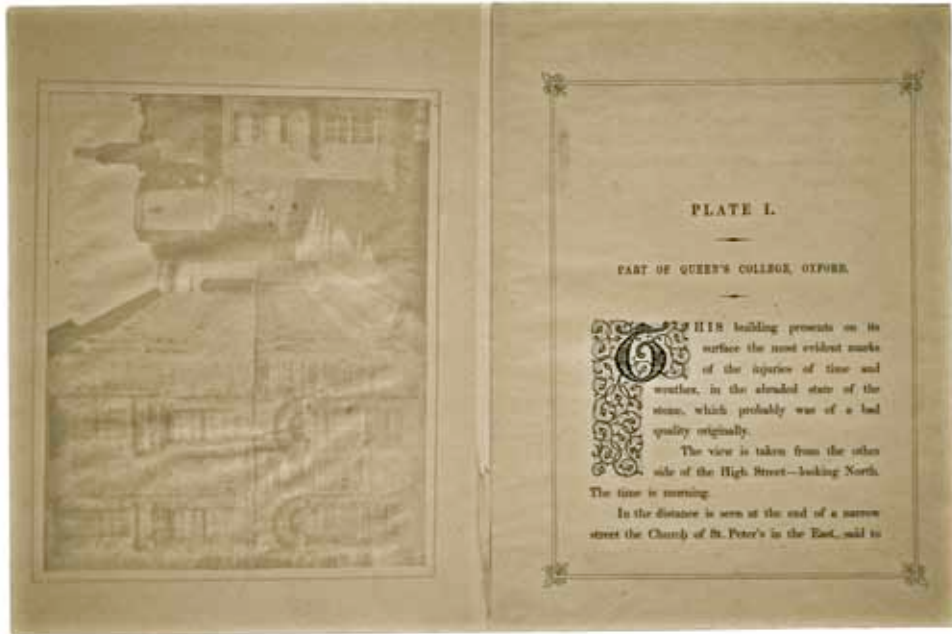 PLATE I.
PART OF QUEEN'S COLLEGE, OXFORD.
THIS building presents on its
surface the most evident marks
of the injuries of time and
weather, in the abraded state of the
stone, which probably was of a bad
quality originally.
The view is taken from the other
side of the High Street—looking North.
The time is morning.
In the distance is seen at the end of a narrow
street the Church of St. Peter's in the East, said to